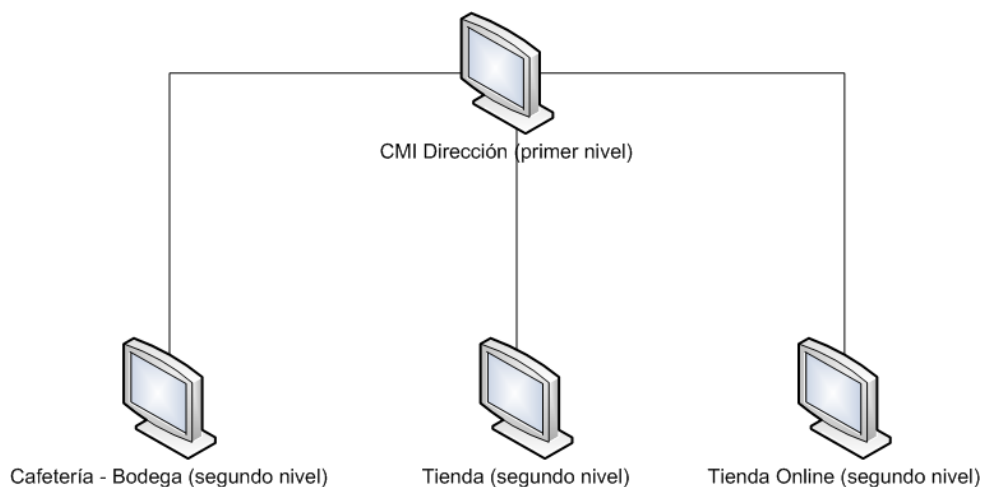 CMI Dirección (primer nivel)
Cafetería - Bodega (segundo nivel)
Tienda (segundo nivel)
Tienda Online (segundo nivel)